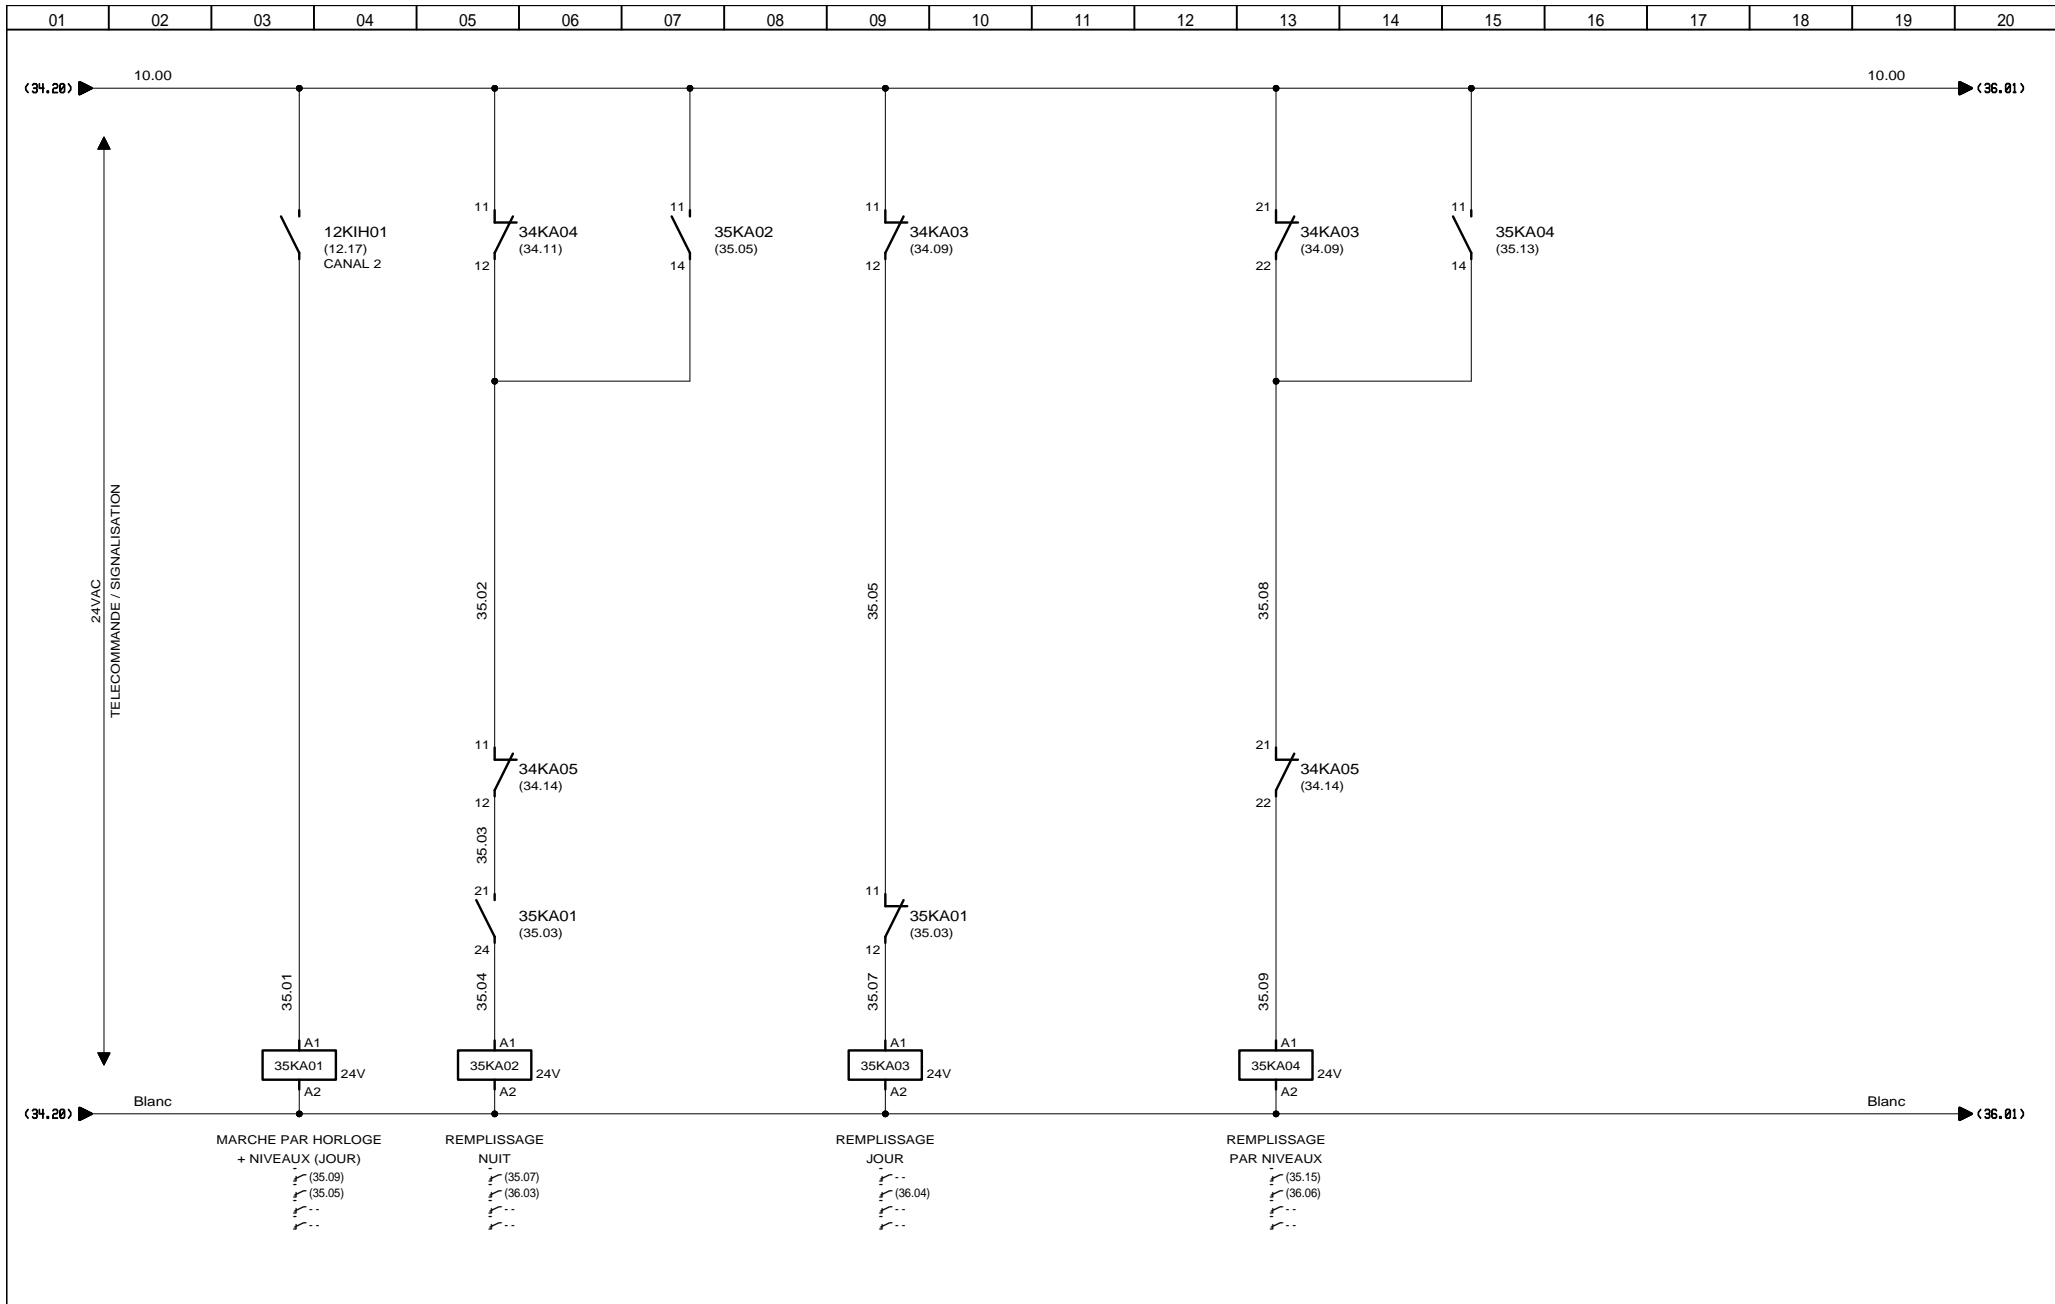 01 02 03 04 05 06 07 08 09 10 11 12 13 14 15 16 17 18 19 20
10.00 10.00
(34.20) (36.01)
11 11 11 21 11
12KIH01 34KA04 35KA02 34KA03 34KA03 35KA04
(12.17) (34.11) (35.05) (34.09) (34.09) (35.13)
CANAL 2 12 14 12 22 14
24VAC
TELECOMMANDE / SIGNALISATION
35.02 35.05 35.08
11 21
34KA05 34KA05
(34.14) (34.14)
12 22
35.03
21 11
35KA01 35KA01
(35.03) (35.03)
24 12
35.01 35.04 35.07 35.09
A1 A1 A1 A1
35KA01 24V 35KA02 24V 35KA03 24V 35KA04 24V
A2 A2 A2 A2
Blanc Blanc
(34.20) (36.01)
MARCHE PAR HORLOGE REMPLISSAGE REMPLISSAGE REMPLISSAGE
+ NIVEAUX (JOUR) NUIT JOUR PAR NIVEAUX
(35.09) (35.07) -- (35.15)
(35.05) (36.03) (36.04) (36.06)
-- -- -- --
-- -- -- --